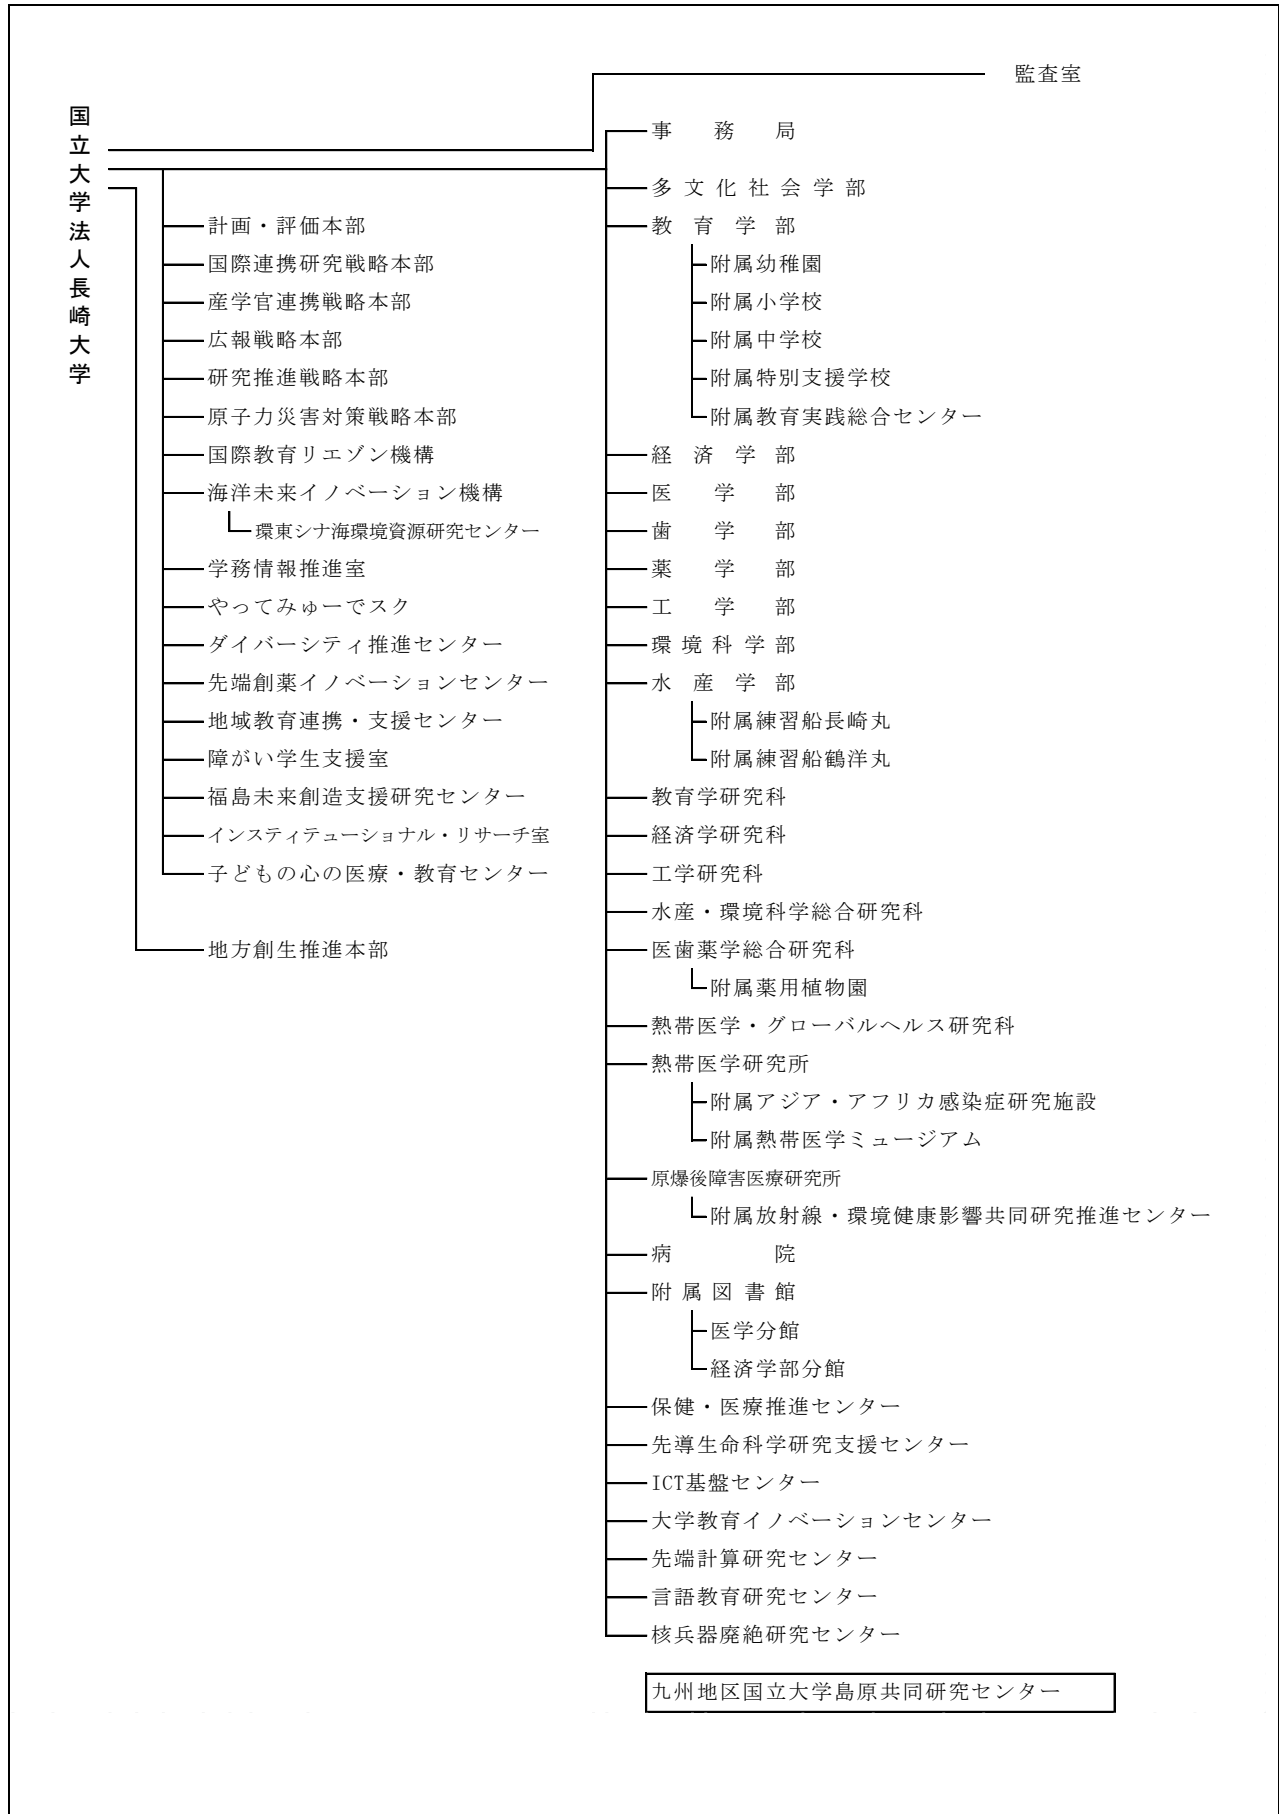 監査室
国立大学法人長崎大学
計画・評価本部
国際連携研究戦略本部
産学官連携戦略本部
広報戦略本部
研究推進戦略本部
原子力災害対策戦略本部
国際教育リエゾン機構
海洋未来イノベーション機構
環東シナ海環境資源研究センター
学務情報推進室
やってみゅーでスク
ダイバーシティ推進センター
先端創薬イノベーションセンター
地域教育連携・支援センター
障がい学生支援室
福島未来創造支援研究センター
インスティテューショナル・リサーチ室
子どもの心の医療・教育センター
地方創生推進本部
事務局
多文化社会学部
教育学部
附属幼稚園
附属小学校
附属中学校
附属特別支援学校
附属教育実践総合センター
経済学部
医学部
歯学部
薬学部
工学部
環境科学部
水産学部
附属練習船長崎丸
附属練習船鶴洋丸
教育学研究科
経済学研究科
工学研究科
水産・環境科学総合研究科
医歯薬学総合研究科
附属薬用植物園
熱帯医学・グローバルヘルス研究科
熱帯医学研究所
附属アジア・アフリカ感染症研究施設
附属熱帯医学ミュージアム
原爆後障害医療研究所
附属放射線・環境健康影響共同研究推進センター
病院
附属図書館
医学分館
経済学部分館
保健・医療推進センター
先導生命科学研究支援センター
ICT基盤センター
大学教育イノベーションセンター
先端計算研究センター
言語教育研究センター
核兵器廃絶研究センター
九州地区国立大学島原共同研究センター